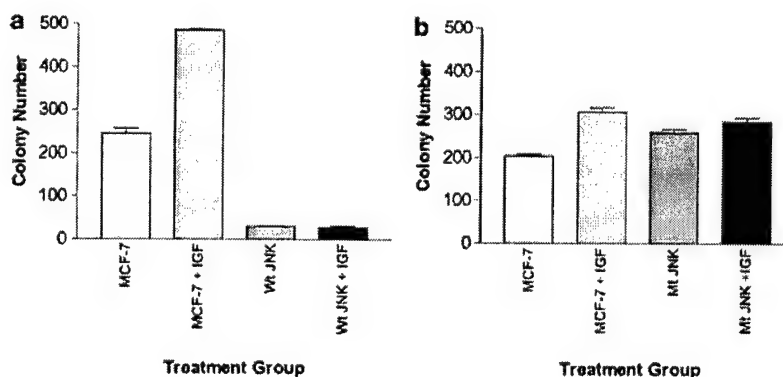 a
500
400
300
200
100
0
Colony Number
MCF-7
MCF-7 + IGF
Wt JNK
Wt JNK + IGF
Treatment Group
b
500
400
300
200
100
0
Colony Number
MCF-7
MCF-7 + IGF
Mt JNK
Mt JNK +IGF
Treatment Group